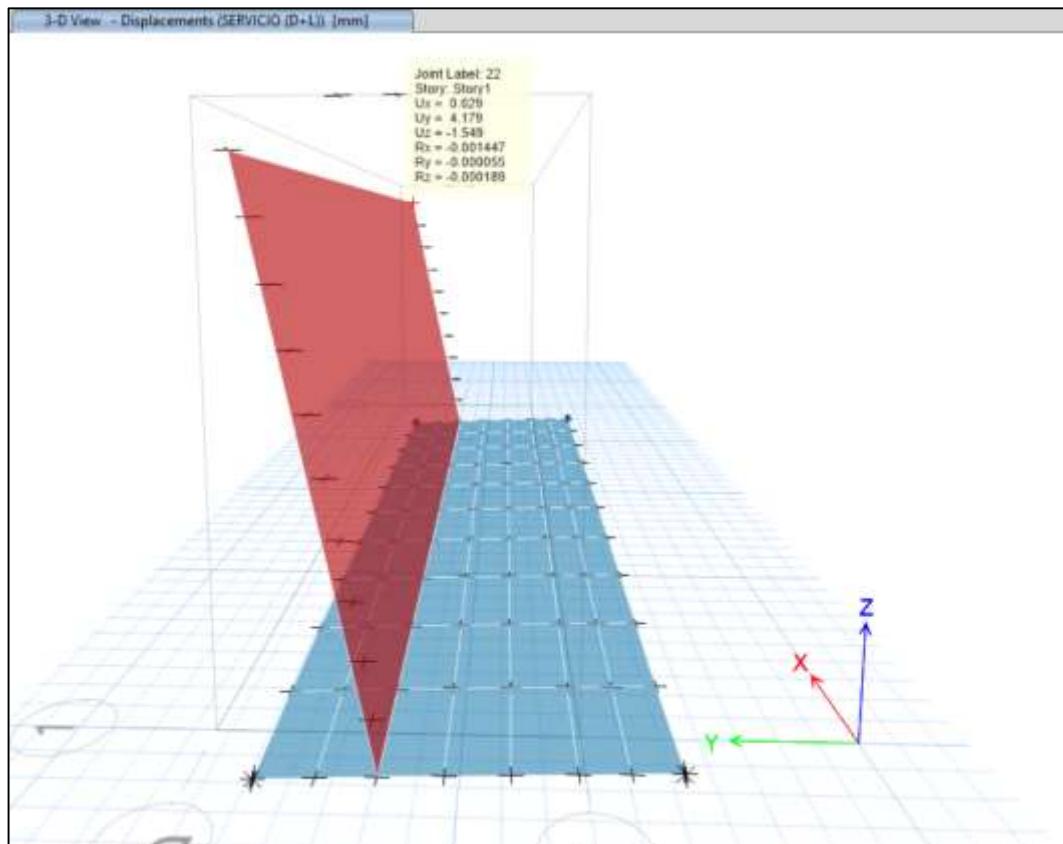 3-D View - Displacements (SERVICIO (D+L)) [mm]
Joint Label: 22
Story: Story1
Ux = 0.029
Uy = 4.179
Uz = -1.549
Rx = -0.001447
Ry = -0.000055
Rz = -0.000189
Z
X
Y
1